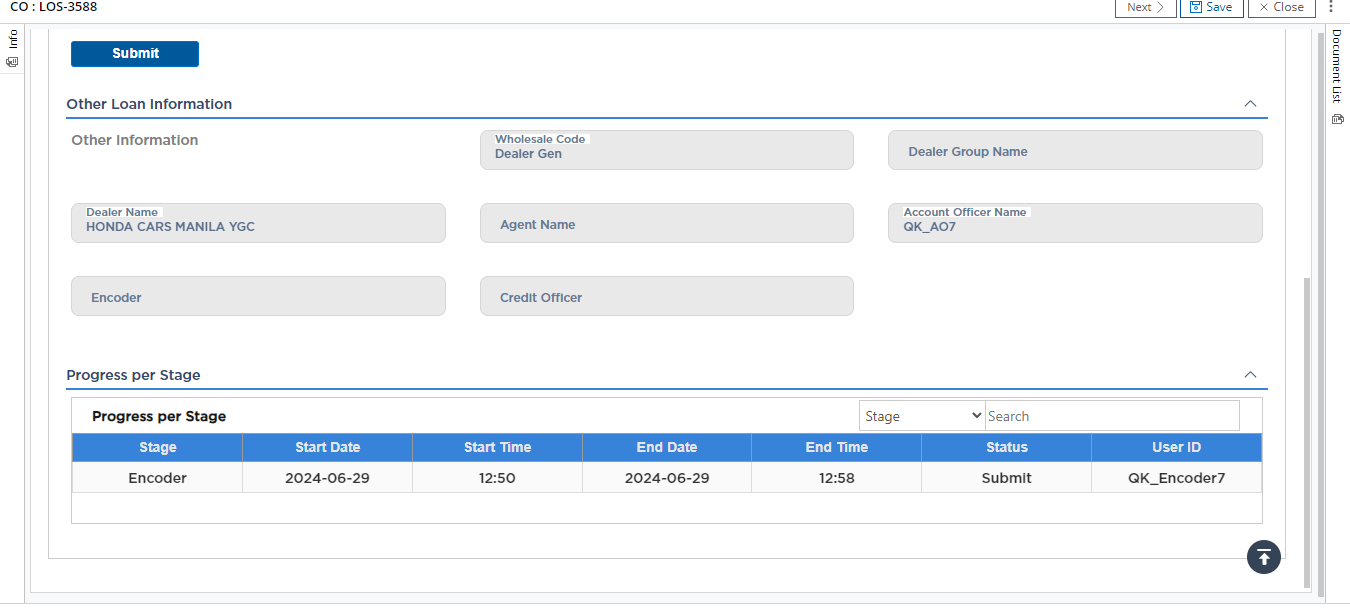 CO : LOS-3588
Next
Save
Close
Info
Document List
Submit
Other Loan Information
Other Information
Wholesale Code
Dealer Gen
Dealer Group Name
Dealer Name
HONDA CARS MANILA YGC
Agent Name
Account Officer Name
QK_AO7
Encoder
Credit Officer
Progress per Stage
Progress per Stage
Stage Search
Stage Start Date Start Time End Date End Time Status User ID
Encoder 2024-06-29 12:50 2024-06-29 12:58 Submit QK_Encoder7